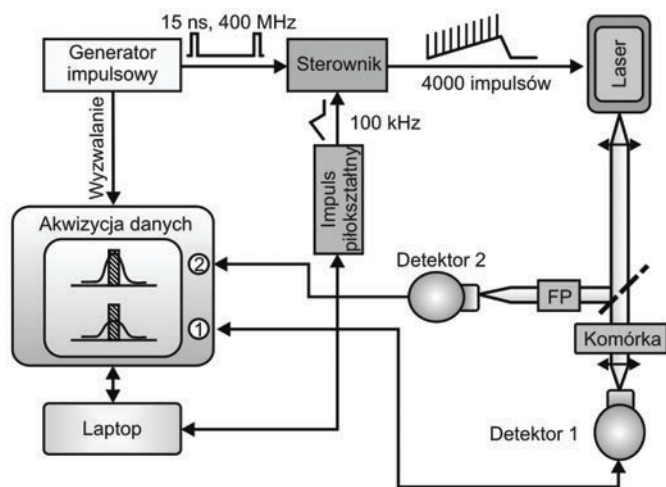 15 ns, 400 MHz
Generator
impulsowy
Sterownik
4000 impulsów
Laser
Wyzwalanie
100 kHz
Impuls
piłokształtny
Akwizycja danych
2
1
Detektor 2
FP
Komórka
Laptop
Detektor 1